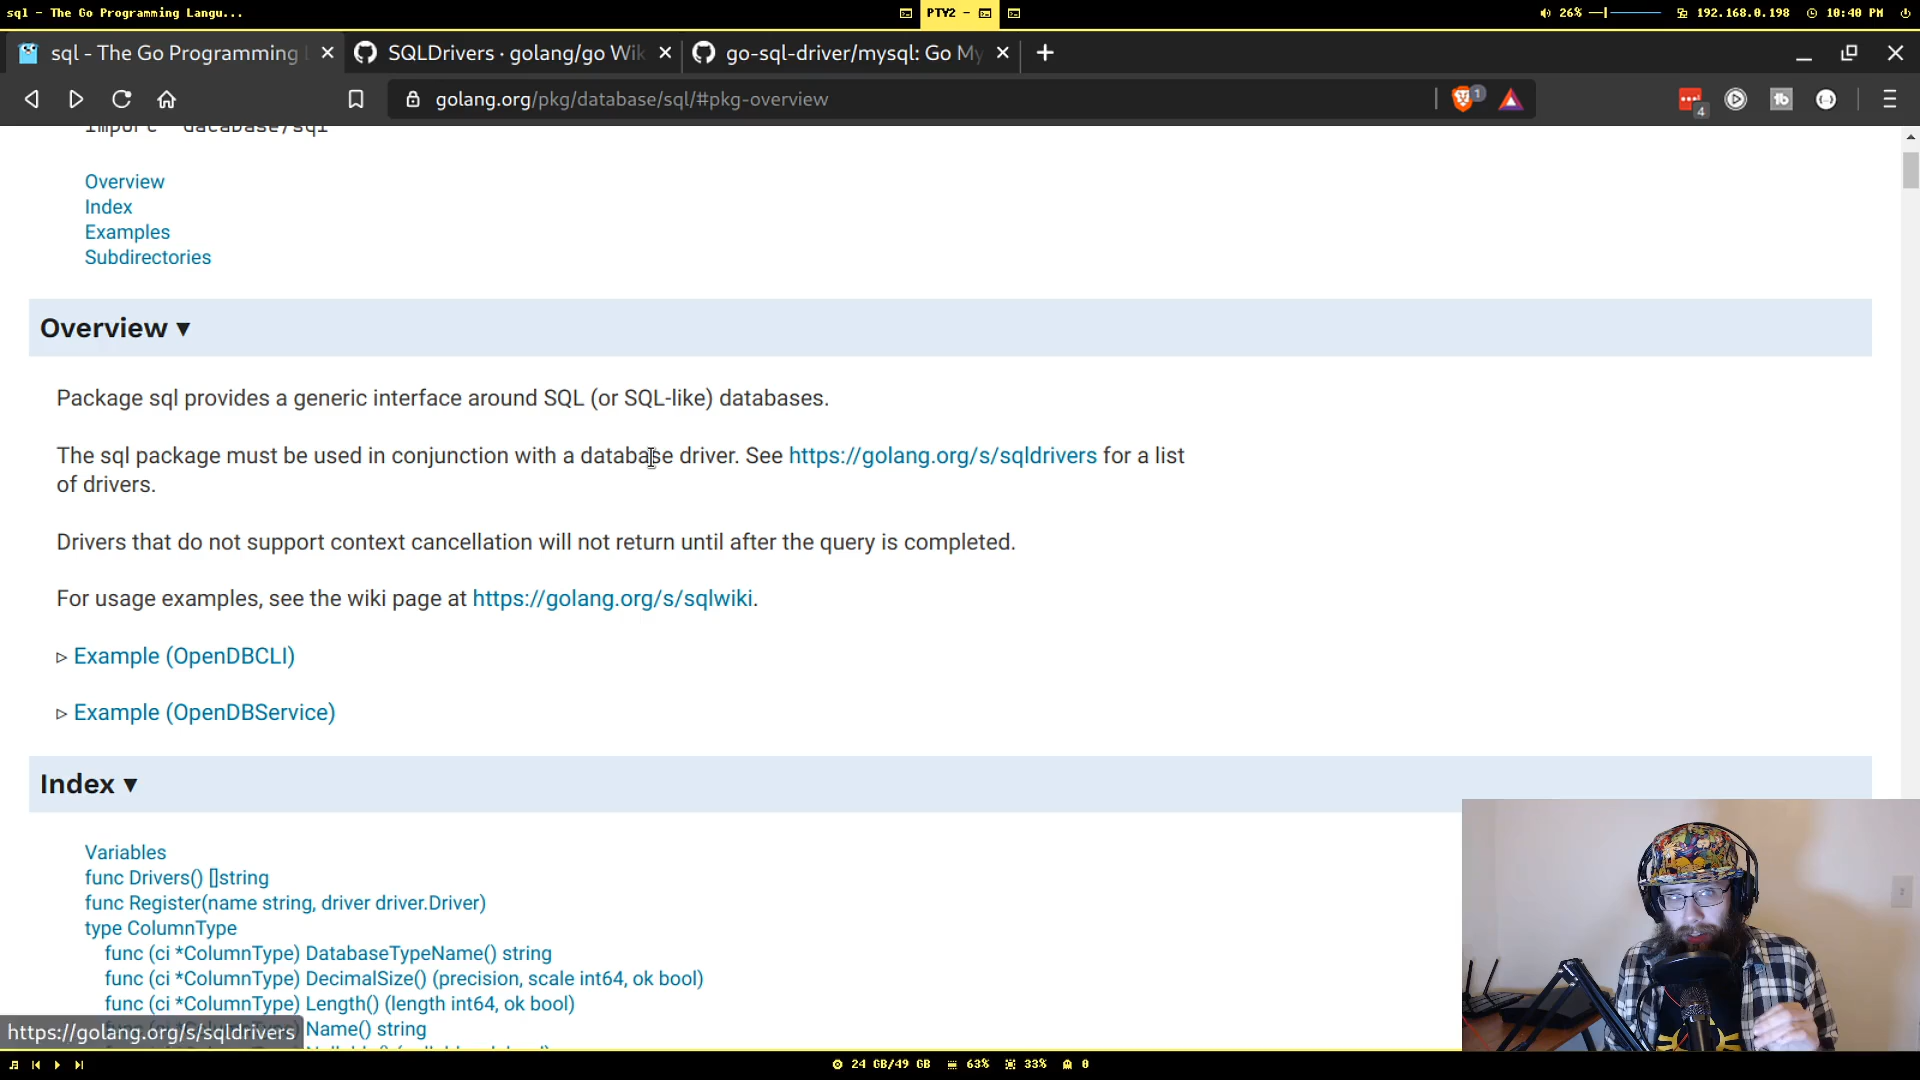 sql - The Go Programming Langu...
PTY2 -
26%
192.168.0.198
10:40 PM
sql - The Go Programming
SQLDrivers · golang/go Wik
go-sql-driver/mysql: Go My
golang.org/pkg/database/sql/#pkg-overview
1
4
import "database/sql"
Overview
Index
Examples
Subdirectories
Overview ▾
Package sql provides a generic interface around SQL (or SQL-like) databases.
The sql package must be used in conjunction with a database driver. See https://golang.org/s/sqldrivers for a list
of drivers.
Drivers that do not support context cancellation will not return until after the query is completed.
For usage examples, see the wiki page at https://golang.org/s/sqlwiki.
▹ Example (OpenDBCLI)
▹ Example (OpenDBService)
Index ▾
Variables
func Drivers() []string
func Register(name string, driver driver.Driver)
type ColumnType
func (ci *ColumnType) DatabaseTypeName() string
func (ci *ColumnType) DecimalSize() (precision, scale int64, ok bool)
func (ci *ColumnType) Length() (length int64, ok bool)
Name() string
https://golang.org/s/sqldrivers
24 GB/49 GB
63%
33%
0